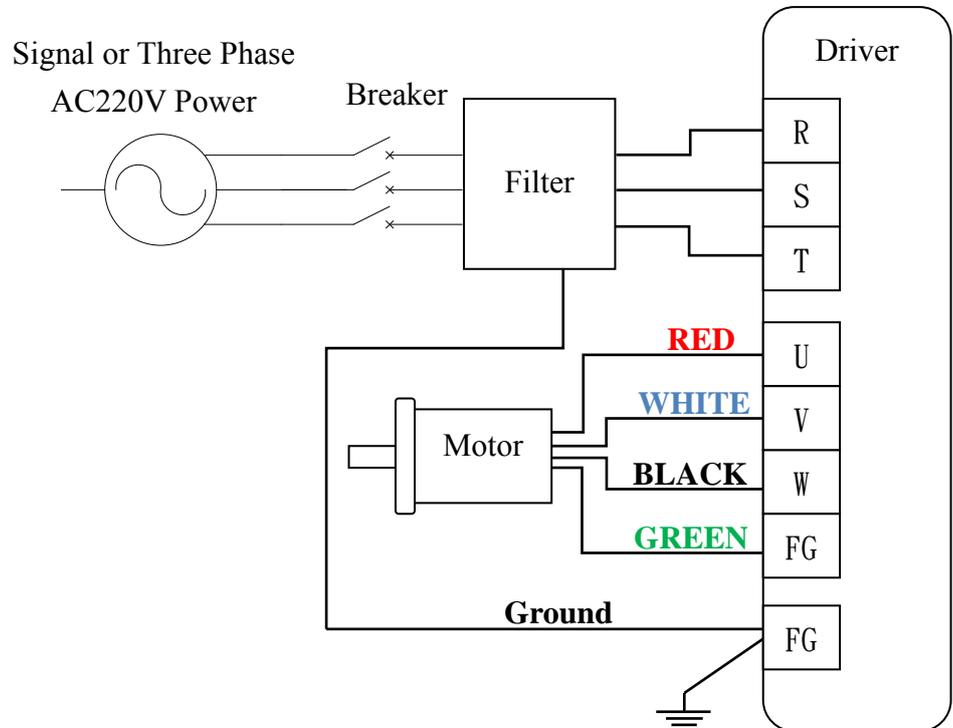 Signal or Three Phase
AC220V Power
Breaker
Filter
Driver
R
S
T
RED
U
WHITE
V
Motor
BLACK
W
GREEN
FG
Ground
FG